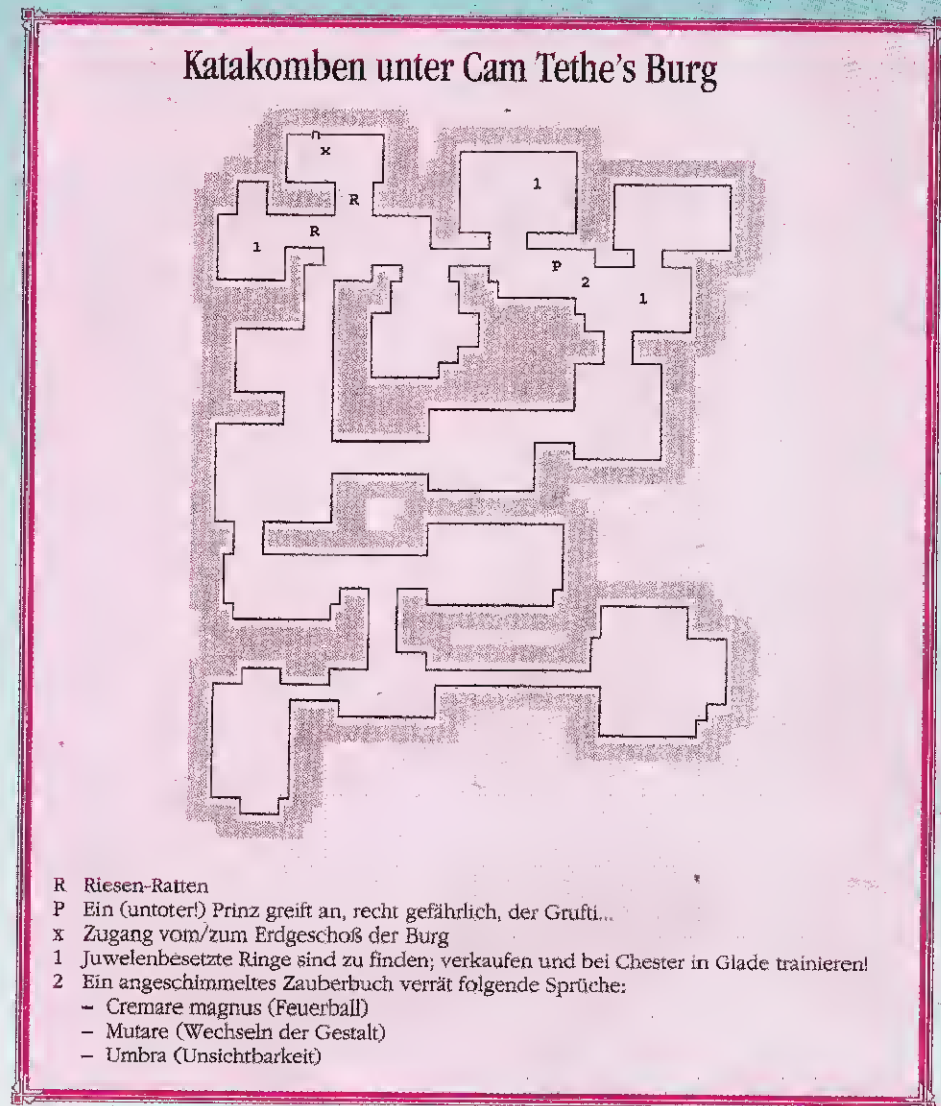 Katakomben unter Cam Tethe's Burg
x
1
R
R
1
P
2
1
R Riesen-Ratten
P Ein (untoter!) Prinz greift an, recht gefährlich, der Grufti...
x Zugang vom/zum Erdgeschoß der Burg
1 Juwelenbesetzte Ringe sind zu finden; verkaufen und bei Chester in Glade trainieren!
2 Ein angeschimmeltes Zauberbuch verrät folgende Sprüche:
– Cremare magnus (Feuerball)
– Mutare (Wechseln der Gestalt)
– Umbra (Unsichtbarkeit)